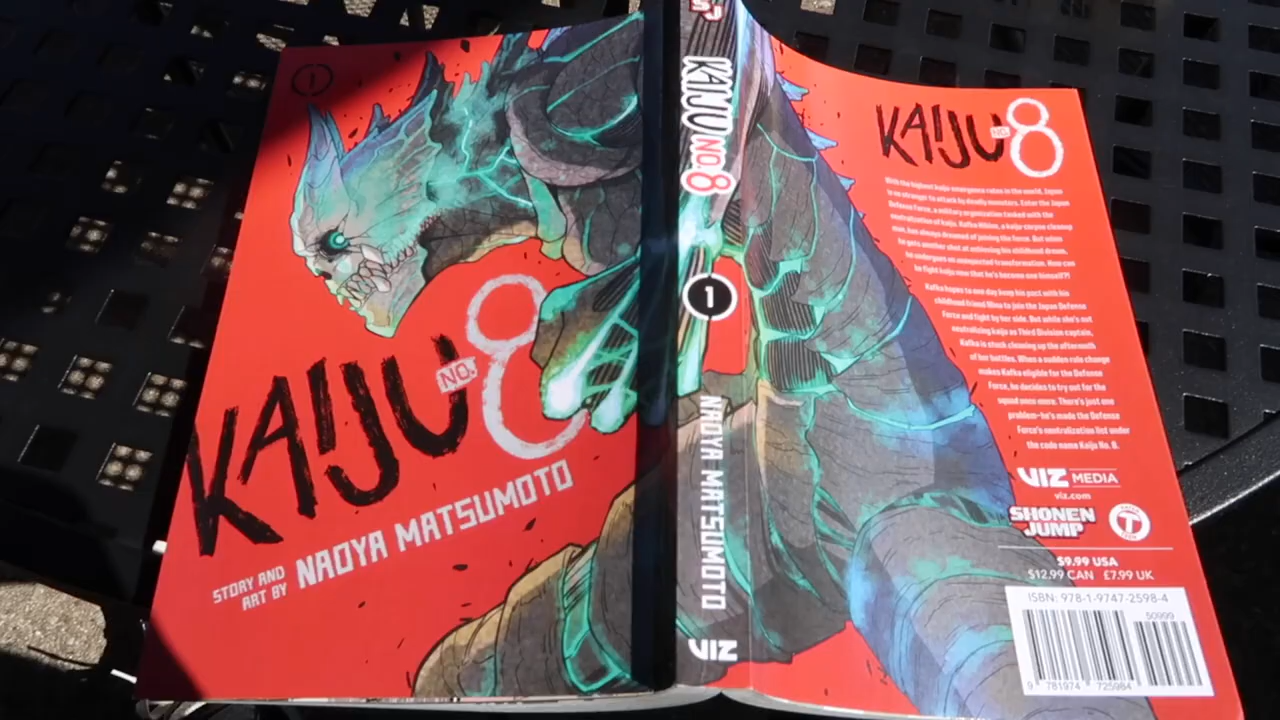 1
KAIJU
NO. 8
STORY AND
ART BY
NAOYA MATSUMOTO
SJ
KAIJU NO. 8
1
NAOYA MATSUMOTO
VIZ
KAIJU
NO. 8
With the highest kaiju emergence rates in the world, Japan
is no stranger to attack by deadly monsters. Enter the Japan
Defense Force, a military organization tasked with the
neutralization of kaiju. Kafka Hibino, a kaiju corpse cleanup
man, has always dreamed of joining the force. But when
he gets another shot at achieving his childhood dream,
he undergoes an unexpected transformation. How can
he fight kaiju now that he's become one himself?!
Kafka hopes to one day keep his pact with his
childhood friend Mina to join the Japan Defense
Force and fight by her side. But while she's out
neutralizing kaiju as Third Division captain,
Kafka is stuck cleaning up the aftermath
of her battles. When a sudden rule change
makes Kafka eligible for the Defense
Force, he decides to try out for the
squad once more. There's just one
problem–he's made the Defense
Force's neutralization list under
the code name Kaiju No. 8.
VIZ MEDIA
viz.com
SHONEN
JUMP
T
$9.99 USA
$12.99 CAN £7.99 UK
ISBN: 978-1-9747-2598-4
50999
9 781974 725984